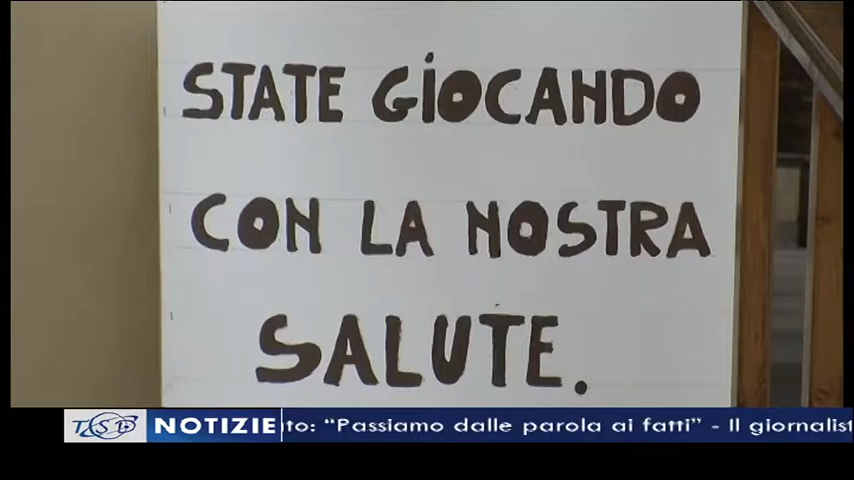 STATE GIOCANDO
CON LA NOSTRA
SALUTE.
NOTIZIE to: “Passiamo dalle parola ai fatti” - Il giornalist